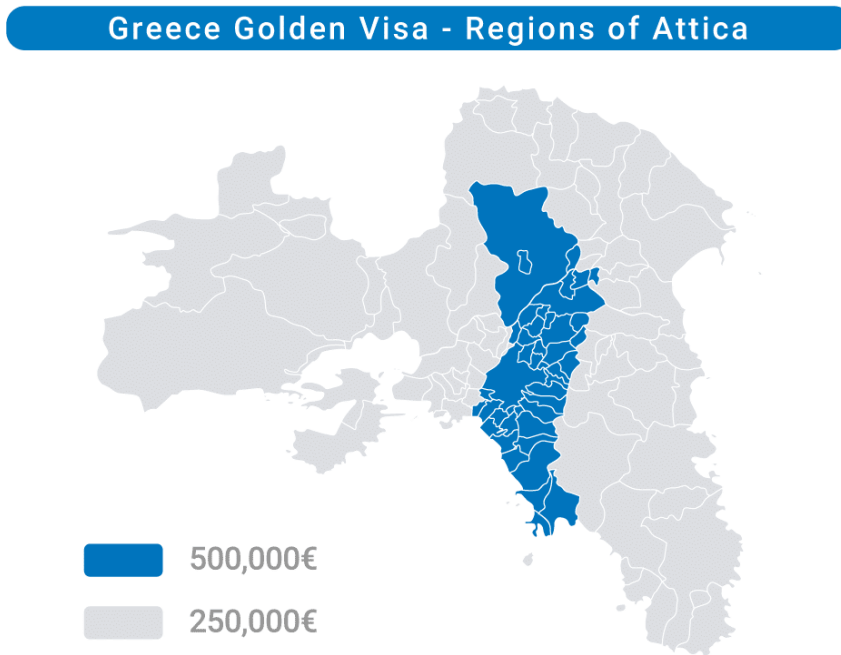 Greece Golden Visa - Regions of Attica
500,000€
250,000€